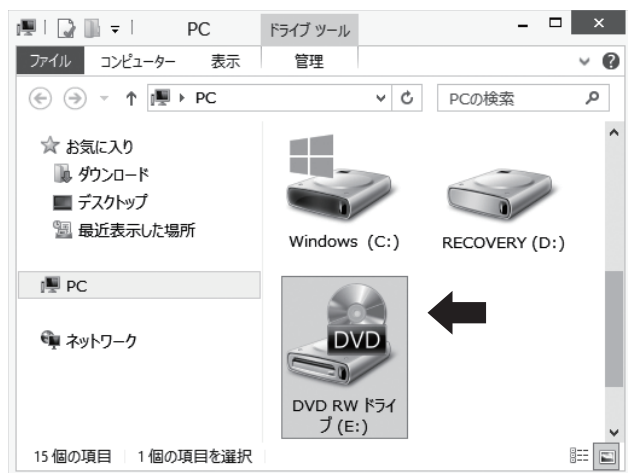 PC
ドライブ ツール
ファイル コンピューター 表示 管理
PC
PCの検索
お気に入り
ダウンロード
デスクトップ
最近表示した場所
PC
ネットワーク
Windows (C:)
RECOVERY (D:)
DVD
DVD RW ドライ
ブ (E:)
15 個の項目 1 個の項目を選択